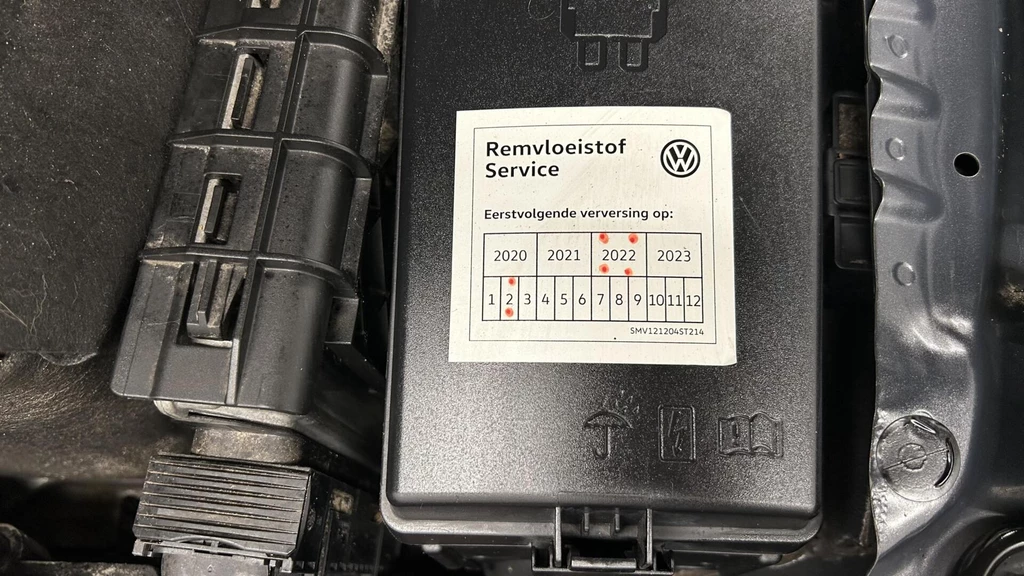 Remvloeistof
Service
Eerstvolgende verversing op:
2020 2021 2022 2023
1 2 3 4 5 6 7 8 9 10 11 12
SMV121204ST214